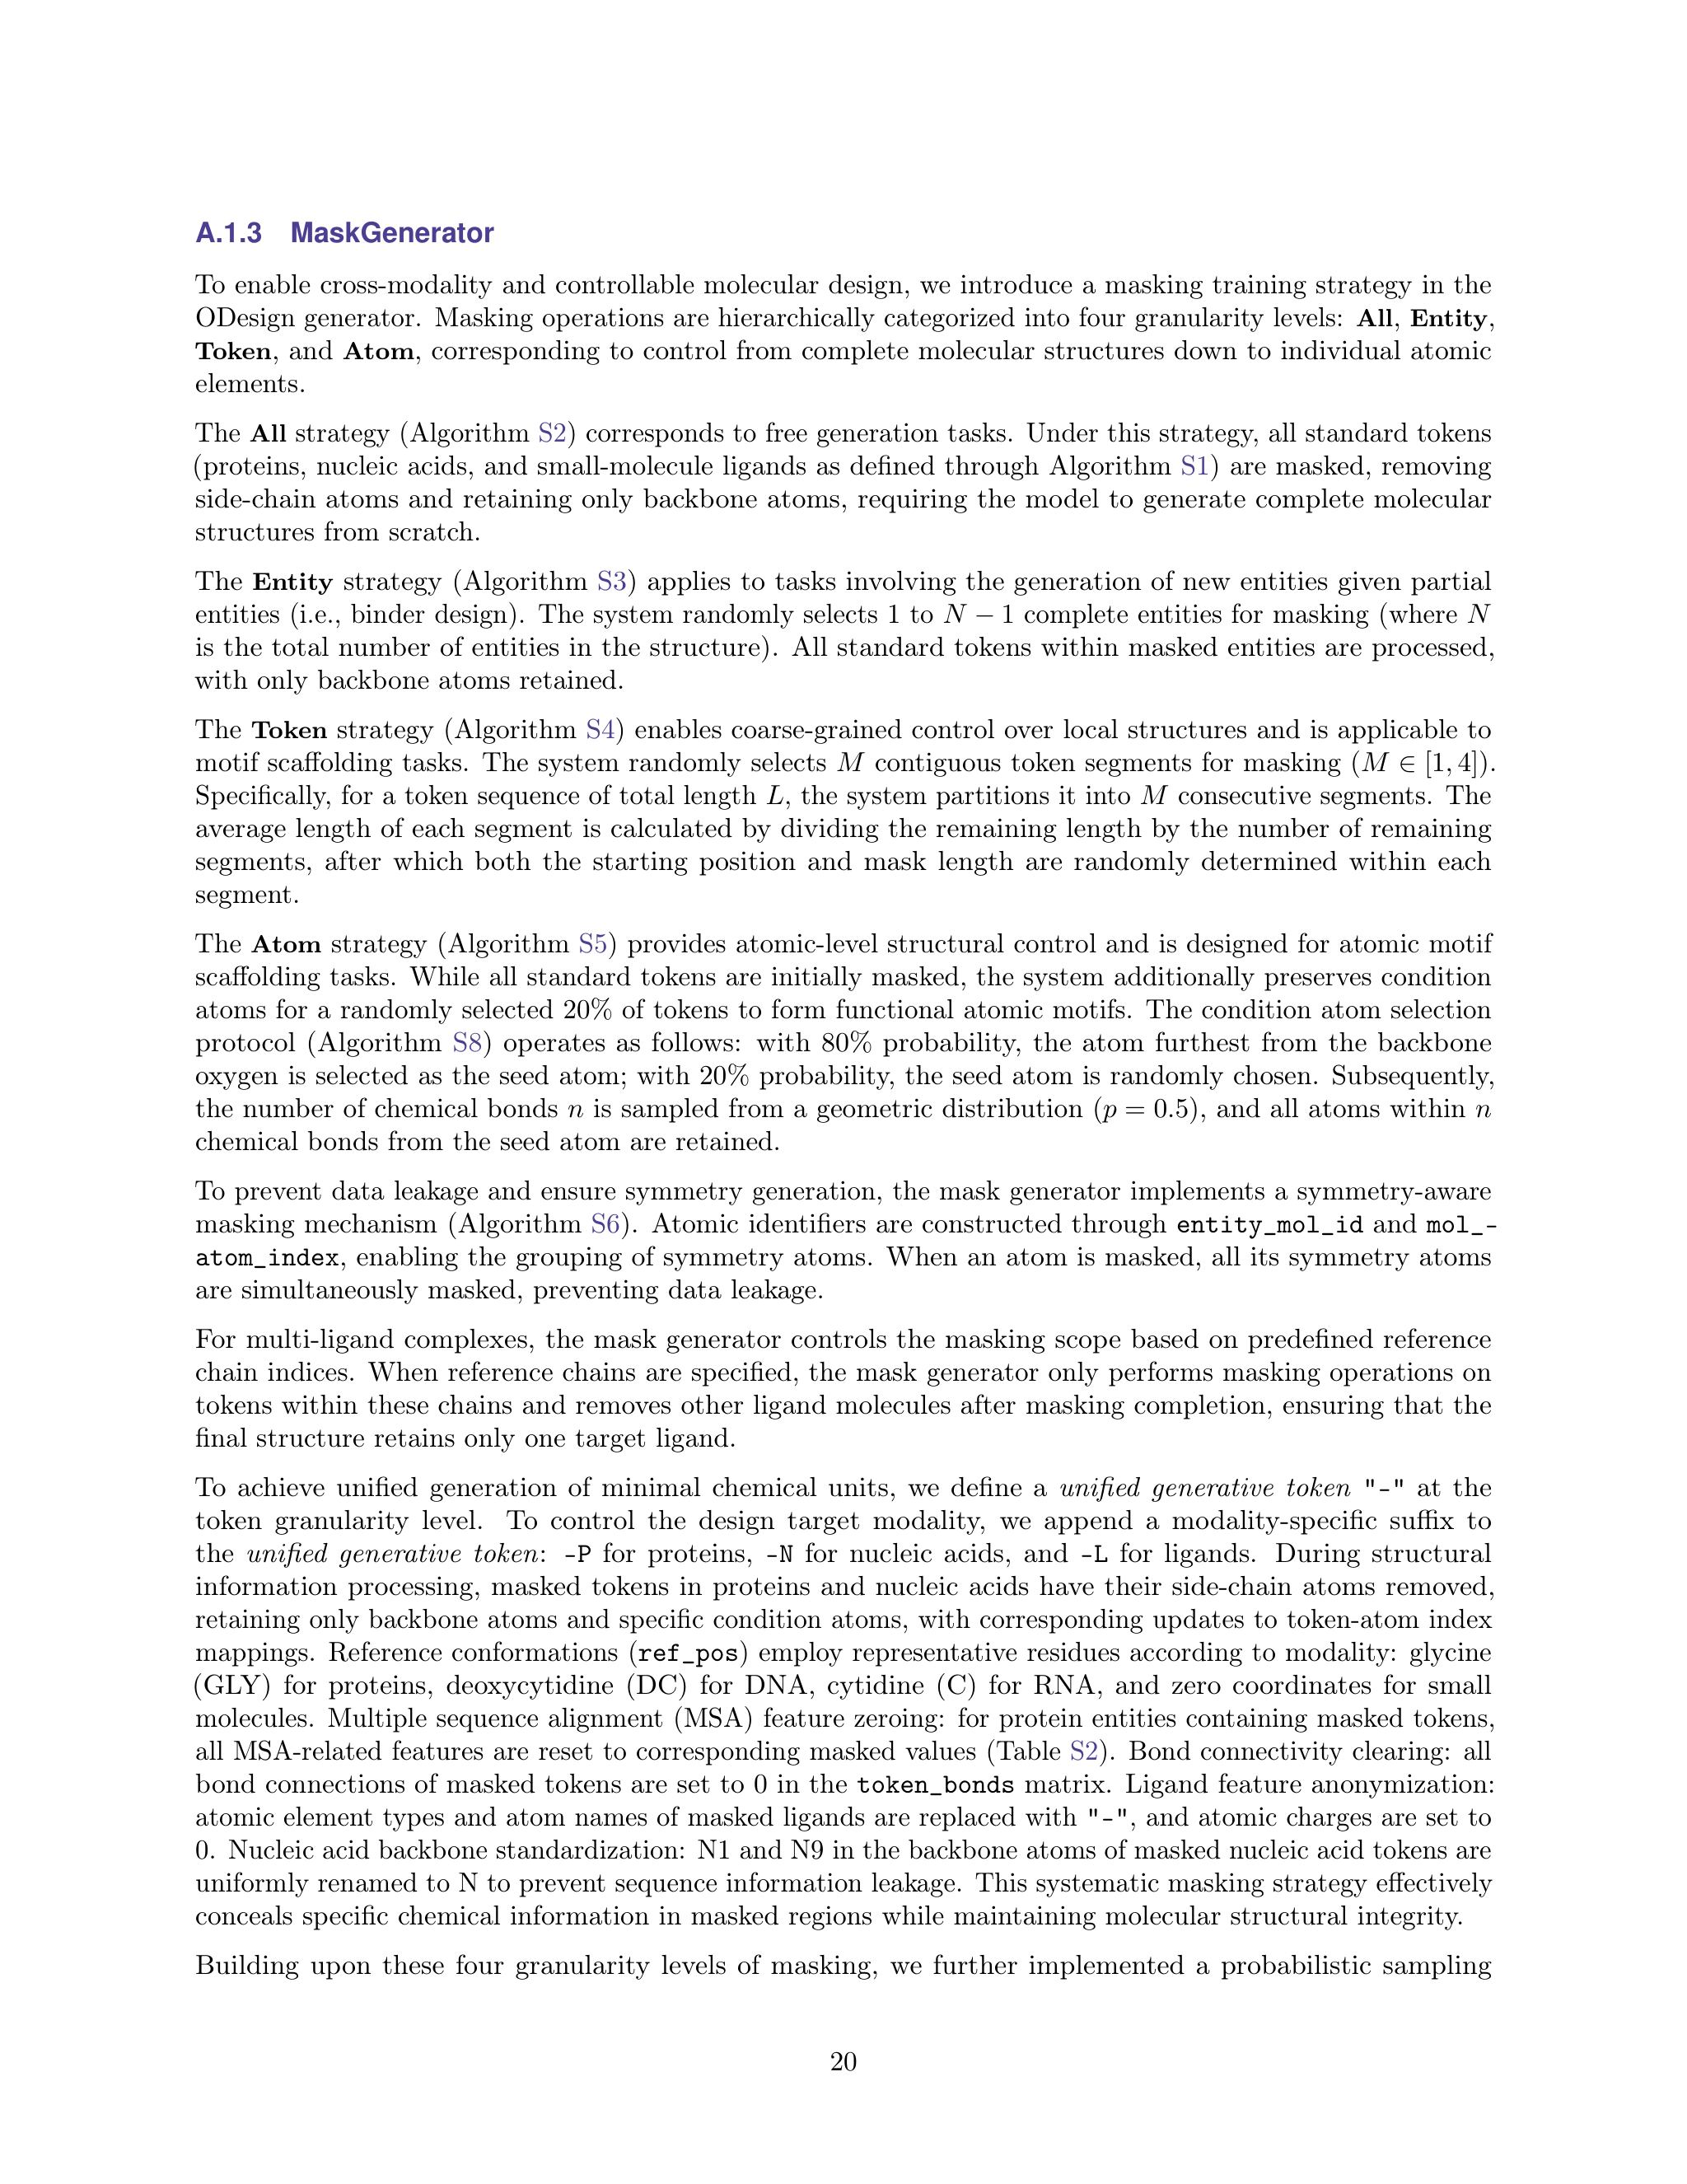 A.1.3 MaskGenerator
To enable cross-modality and controllable molecular design, we introduce a masking training strategy in the
ODesign generator. Masking operations are hierarchically categorized into four granularity levels: All, Entity,
Token, and Atom, corresponding to control from complete molecular structures down to individual atomic
elements.
The All strategy (Algorithm S2) corresponds to free generation tasks. Under this strategy, all standard tokens
(proteins, nucleic acids, and small-molecule ligands as defined through Algorithm S1) are masked, removing
side-chain atoms and retaining only backbone atoms, requiring the model to generate complete molecular
structures from scratch.
The Entity strategy (Algorithm S3) applies to tasks involving the generation of new entities given partial
entities (i.e., binder design). The system randomly selects 1 to N − 1 complete entities for masking (where N
is the total number of entities in the structure). All standard tokens within masked entities are processed,
with only backbone atoms retained.
The Token strategy (Algorithm S4) enables coarse-grained control over local structures and is applicable to
motif scaffolding tasks. The system randomly selects M contiguous token segments for masking (M ∈ [1, 4]).
Specifically, for a token sequence of total length L, the system partitions it into M consecutive segments. The
average length of each segment is calculated by dividing the remaining length by the number of remaining
segments, after which both the starting position and mask length are randomly determined within each
segment.
The Atom strategy (Algorithm S5) provides atomic-level structural control and is designed for atomic motif
scaffolding tasks. While all standard tokens are initially masked, the system additionally preserves condition
atoms for a randomly selected 20% of tokens to form functional atomic motifs. The condition atom selection
protocol (Algorithm S8) operates as follows: with 80% probability, the atom furthest from the backbone
oxygen is selected as the seed atom; with 20% probability, the seed atom is randomly chosen. Subsequently,
the number of chemical bonds n is sampled from a geometric distribution (p = 0.5), and all atoms within n
chemical bonds from the seed atom are retained.
To prevent data leakage and ensure symmetry generation, the mask generator implements a symmetry-aware
masking mechanism (Algorithm S6). Atomic identifiers are constructed through entity_mol_id and mol_-
atom_index, enabling the grouping of symmetry atoms. When an atom is masked, all its symmetry atoms
are simultaneously masked, preventing data leakage.
For multi-ligand complexes, the mask generator controls the masking scope based on predefined reference
chain indices. When reference chains are specified, the mask generator only performs masking operations on
tokens within these chains and removes other ligand molecules after masking completion, ensuring that the
final structure retains only one target ligand.
To achieve unified generation of minimal chemical units, we define a unified generative token "-" at the
token granularity level. To control the design target modality, we append a modality-specific suffix to
the unified generative token: -P for proteins, -N for nucleic acids, and -L for ligands. During structural
information processing, masked tokens in proteins and nucleic acids have their side-chain atoms removed,
retaining only backbone atoms and specific condition atoms, with corresponding updates to token-atom index
mappings. Reference conformations (ref_pos) employ representative residues according to modality: glycine
(GLY) for proteins, deoxycytidine (DC) for DNA, cytidine (C) for RNA, and zero coordinates for small
molecules. Multiple sequence alignment (MSA) feature zeroing: for protein entities containing masked tokens,
all MSA-related features are reset to corresponding masked values (Table S2). Bond connectivity clearing: all
bond connections of masked tokens are set to 0 in the token_bonds matrix. Ligand feature anonymization:
atomic element types and atom names of masked ligands are replaced with "-", and atomic charges are set to
0. Nucleic acid backbone standardization: N1 and N9 in the backbone atoms of masked nucleic acid tokens are
uniformly renamed to N to prevent sequence information leakage. This systematic masking strategy effectively
conceals specific chemical information in masked regions while maintaining molecular structural integrity.
Building upon these four granularity levels of masking, we further implemented a probabilistic sampling
20